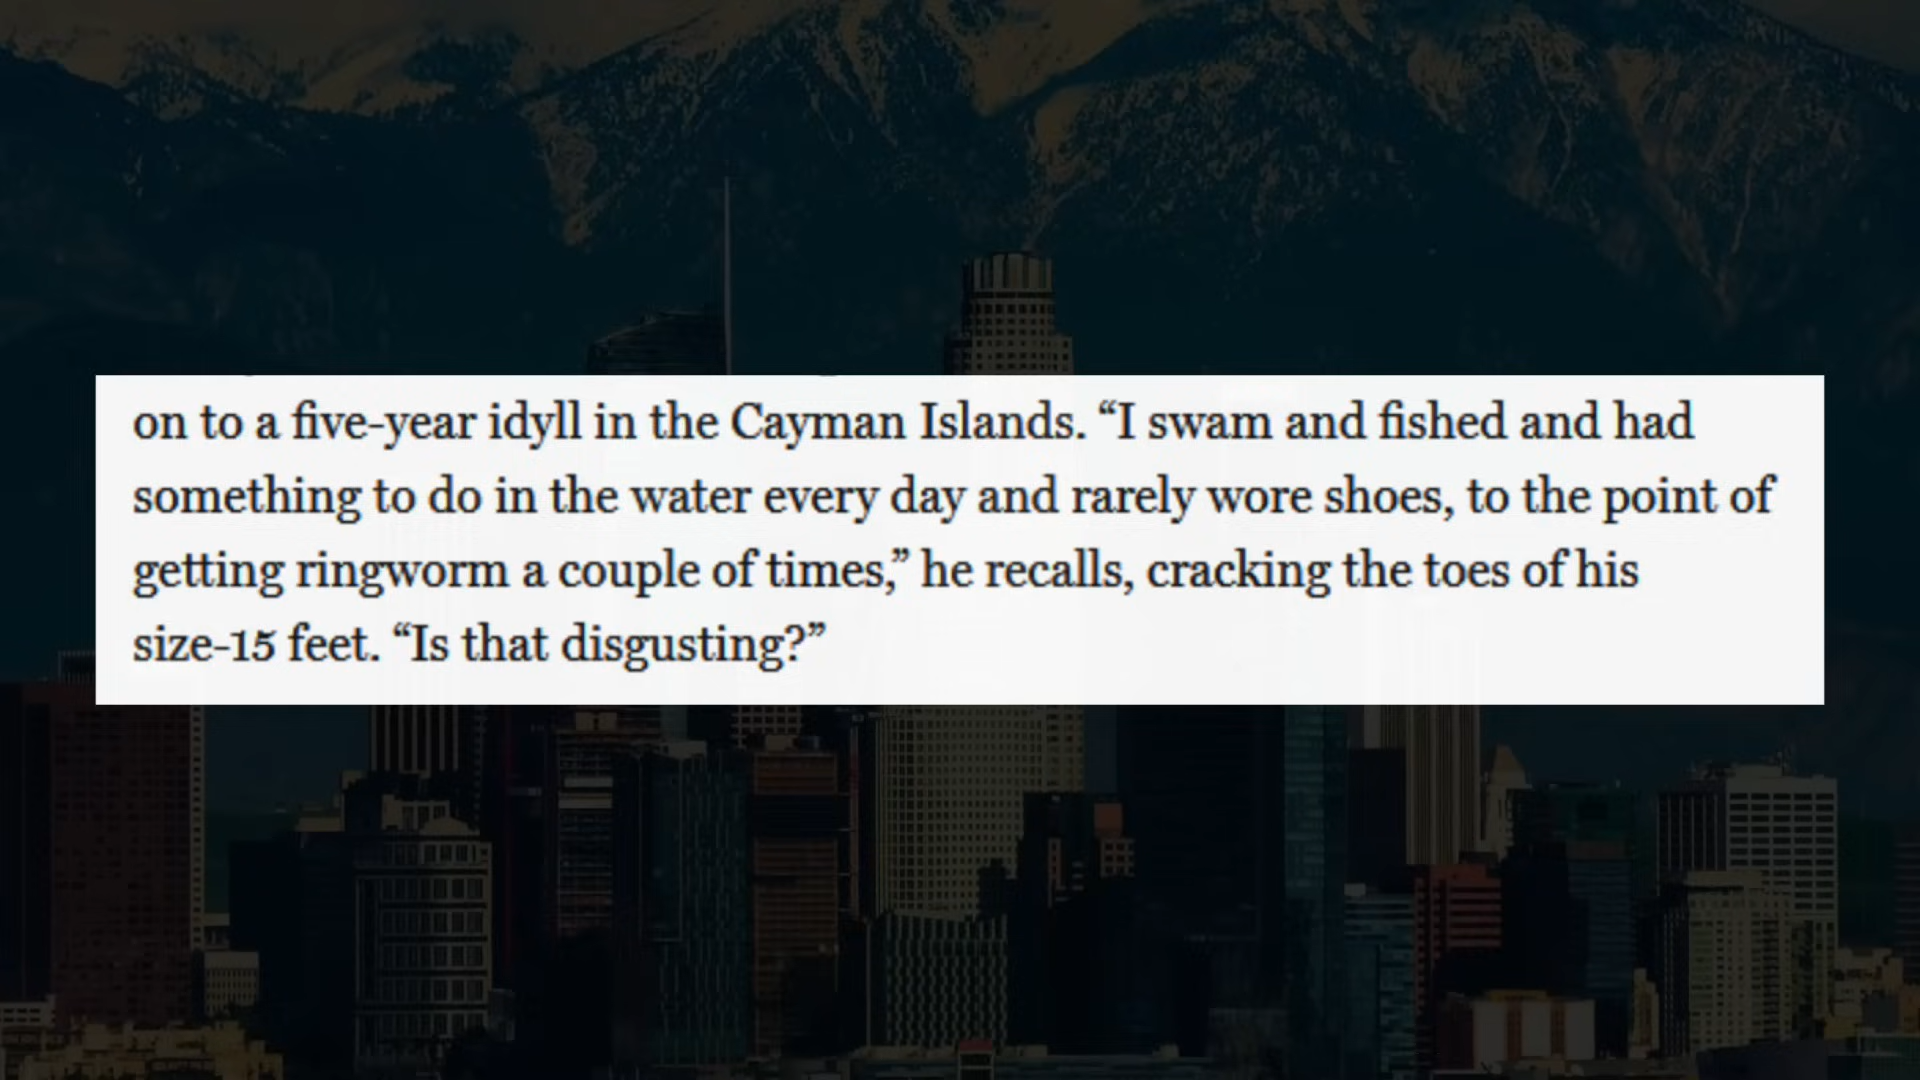 on to a five-year idyll in the Cayman Islands. “I swam and fished and had
something to do in the water every day and rarely wore shoes, to the point of
getting ringworm a couple of times,” he recalls, cracking the toes of his
size-15 feet. “Is that disgusting?”